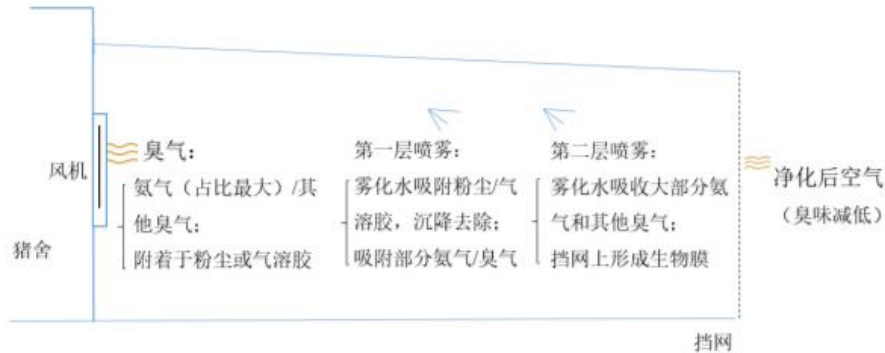 风机
猪舍
臭气：
氨气（占比最大）/其
他臭气；
附着于粉尘或气溶胶
第一层喷雾：
雾化水吸附粉尘/气
溶胶，沉降去除；
吸附部分氨气/臭气
第二层喷雾：
雾化水吸收大部分氨
气和其他臭气；
挡网上形成生物膜
净化后空气
（臭味减低）
挡网